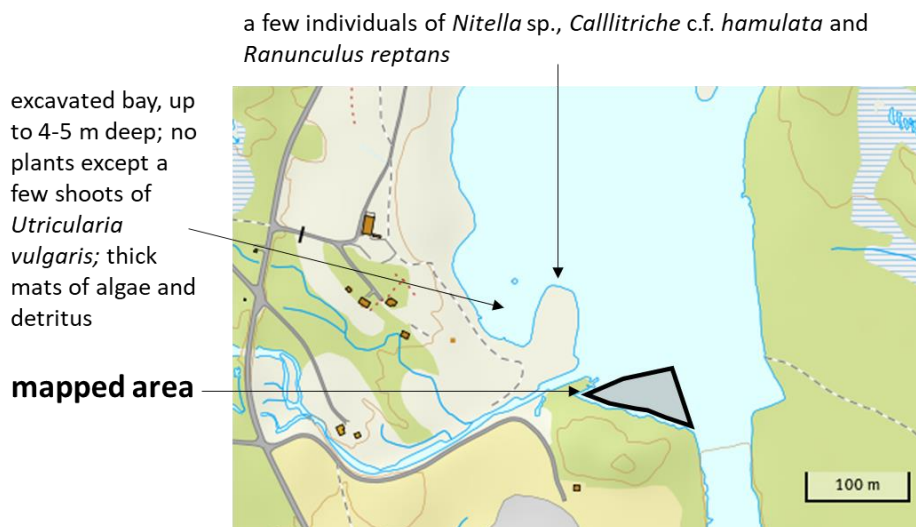 a few individuals of Nitella sp., Calllitriche c.f. hamulata and
Ranunculus reptans
excavated bay, up
to 4-5 m deep; no
plants except a
few shoots of
Utricularia
vulgaris; thick
mats of algae and
detritus
mapped area
100 m